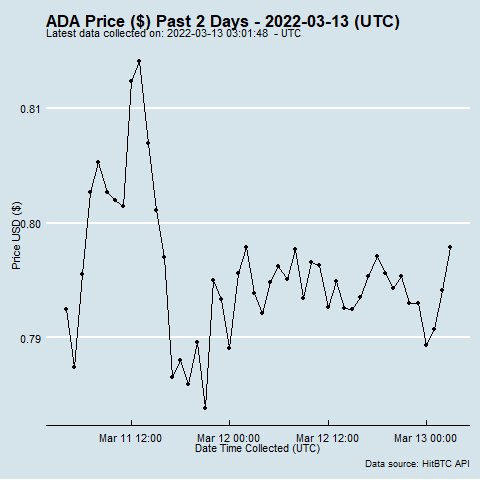 ADA Price ($) Past 2 Days - 2022-03-13 (UTC)
Latest data collected on: 2022-03-13 03:01:48  - UTC
0.81
0.80
0.79
Price USD ($)
Mar 11 12:00
Mar 12 00:00
Mar 12 12:00
Mar 13 00:00
Date Time Collected (UTC)
Data source: HitBTC API